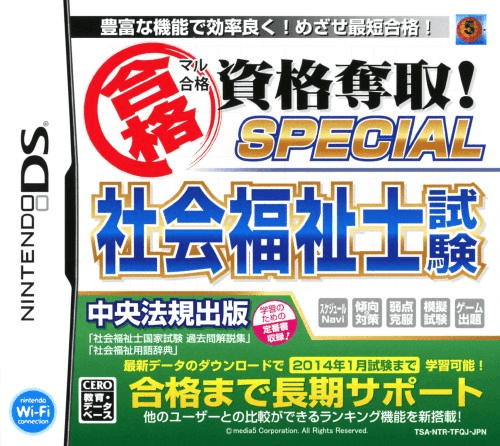 豊富な機能で効率良く!めざせ最短合格!
5
合格
マル合格
資格奪取!
SPECIAL
社会福祉士試験
NINTENDO DS
中央法規出版
学習のための定番書収録!
「社会福祉士国家試験 過去問解説集」
「社会福祉用語辞典」
スケジュールNavi
傾向対策
弱点克服
模擬試験
ゲーム出題
最新データのダウンロードで 2014年1月試験まで 学習可能!
合格まで長期サポート
他のユーザーとの比較ができるランキング機能を新搭載!
CERO
教育・データベース
nintendo
Wi-Fi
connection
©media5 Corporation. All Rights Reserved.
TSA-NTR-TFQJ-JPN